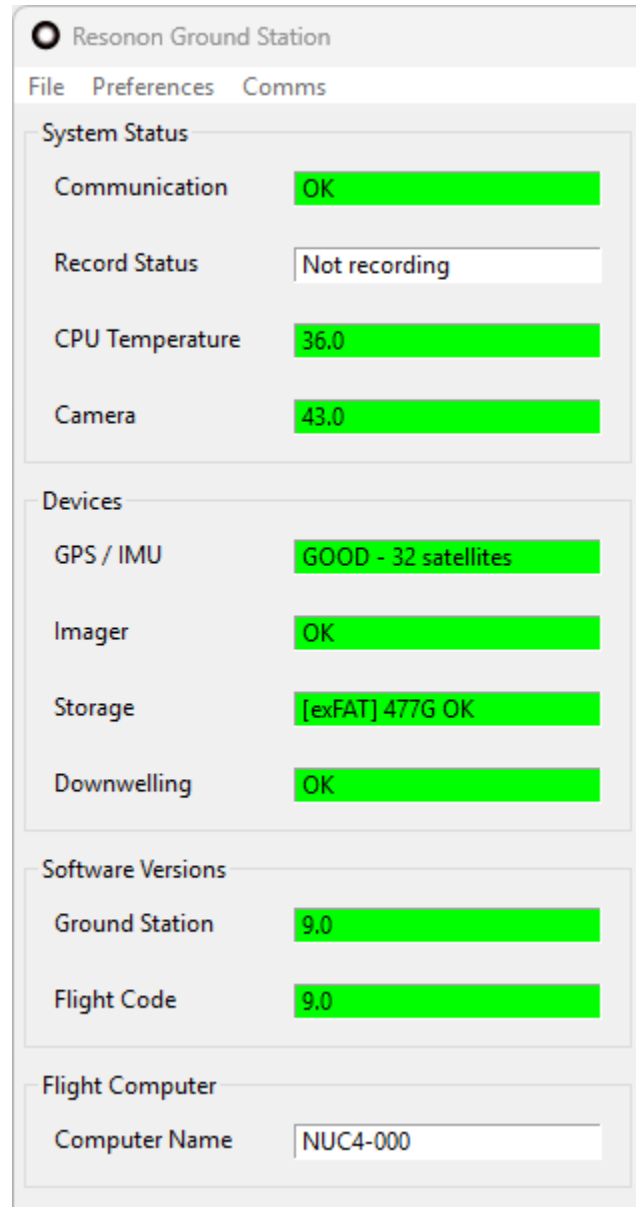 Resonon Ground Station
File Preferences Comms
System Status
Communication OK
Record Status Not recording
CPU Temperature 36.0
Camera 43.0
Devices
GPS / IMU GOOD - 32 satellites
Imager OK
Storage [exFAT] 477G OK
Downwelling OK
Software Versions
Ground Station 9.0
Flight Code 9.0
Flight Computer
Computer Name NUC4-000